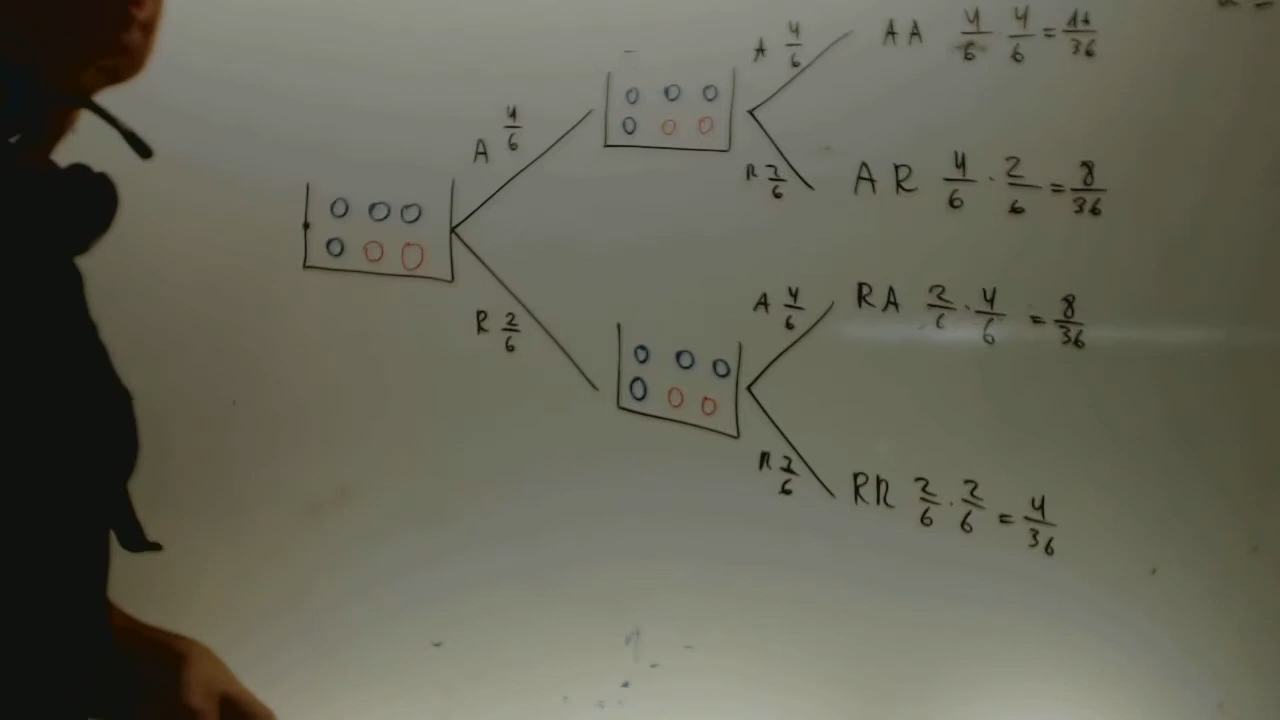 A 4/6
R 2/6
A 4/6
R 2/6
A 4/6
R 2/6
AA 4/6 4/6 = 16/36
AR 4/6 · 2/6 = 8/36
RA 2/6 · 4/6 = 8/36
RR 2/6 · 2/6 = 4/36